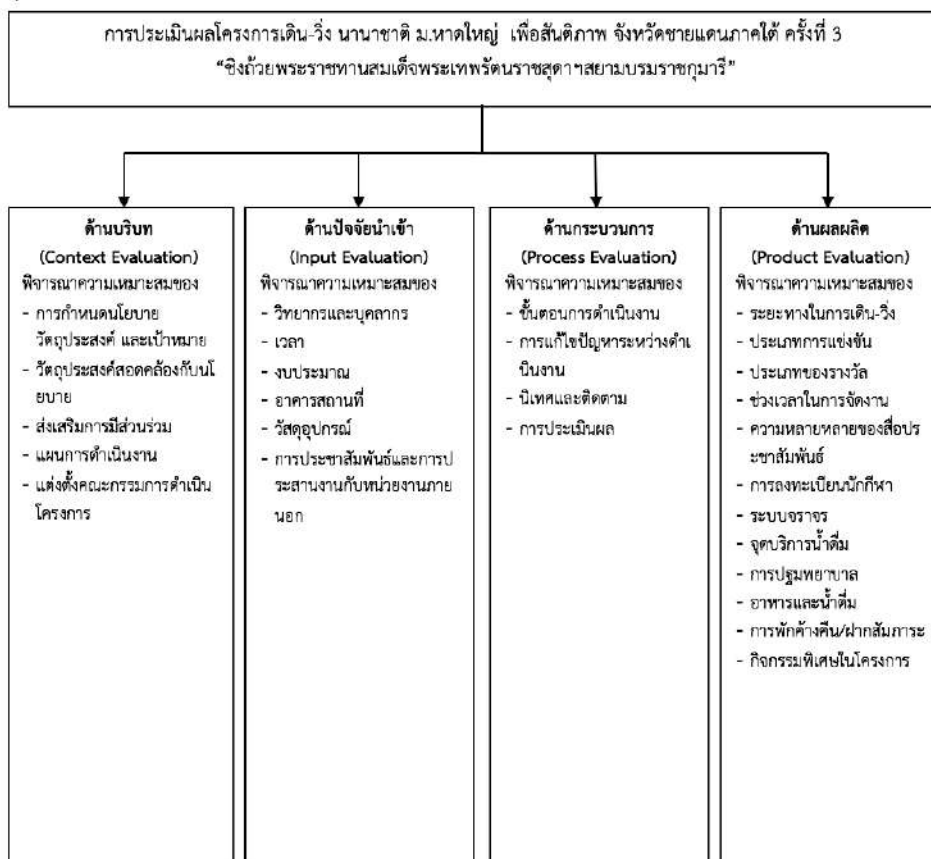 การประเมินผลโครงการเดิน-วิ่ง นานาชาติ ม.หาดใหญ่ เพื่อสันติภาพ จังหวัดชายแดนภาคใต้ ครั้งที่ 3
“ชิงถ้วยพระราชทานสมเด็จพระเทพรัตนราชสุดาฯสยามบรมราชกุมารี”
ด้านบริบท
(Context Evaluation)
พิจารณาความเหมาะสมของ
- การกำหนดนโยบาย
วัตถุประสงค์ และเป้าหมาย
- วัตถุประสงค์สอดคล้องกับนโ
ยบาย
- ส่งเสริมการมีส่วนร่วม
- แผนการดำเนินงาน
- แต่งตั้งคณะกรรมการดำเนิน
โครงการ
ด้านปัจจัยนำเข้า
(Input Evaluation)
พิจารณาความเหมาะสมของ
- วิทยากรและบุคลากร
- เวลา
- งบประมาณ
- อาคารสถานที่
- วัสดุอุปกรณ์
- การประชาสัมพันธ์และการป
ระสานงานกับหน่วยงานภาย
นอก
ด้านกระบวนการ
(Process Evaluation)
พิจารณาความเหมาะสมของ
- ขั้นตอนการดำเนินงาน
- การแก้ไขปัญหาระหว่างดำเ
นินงาน
- นิเทศและติดตาม
- การประเมินผล
ด้านผลผลิต
(Product Evaluation)
พิจารณาความเหมาะสมของ
- ระยะทางในการเดิน-วิ่ง
- ประเภทการแข่งขัน
- ประเภทของรางวัล
- ช่วงเวลาในการจัดงาน
- ความหลายหลายของสื่อประ
ชาสัมพันธ์
- การลงทะเบียนนักกีฬา
- ระบบจราจร
- จุดบริการน้ำดื่ม
- การปฐมพยาบาล
- อาหารและน้ำดื่ม
- การพักค้างคืน/ฝากสัมภาระ
- กิจกรรมพิเศษในโครงการ